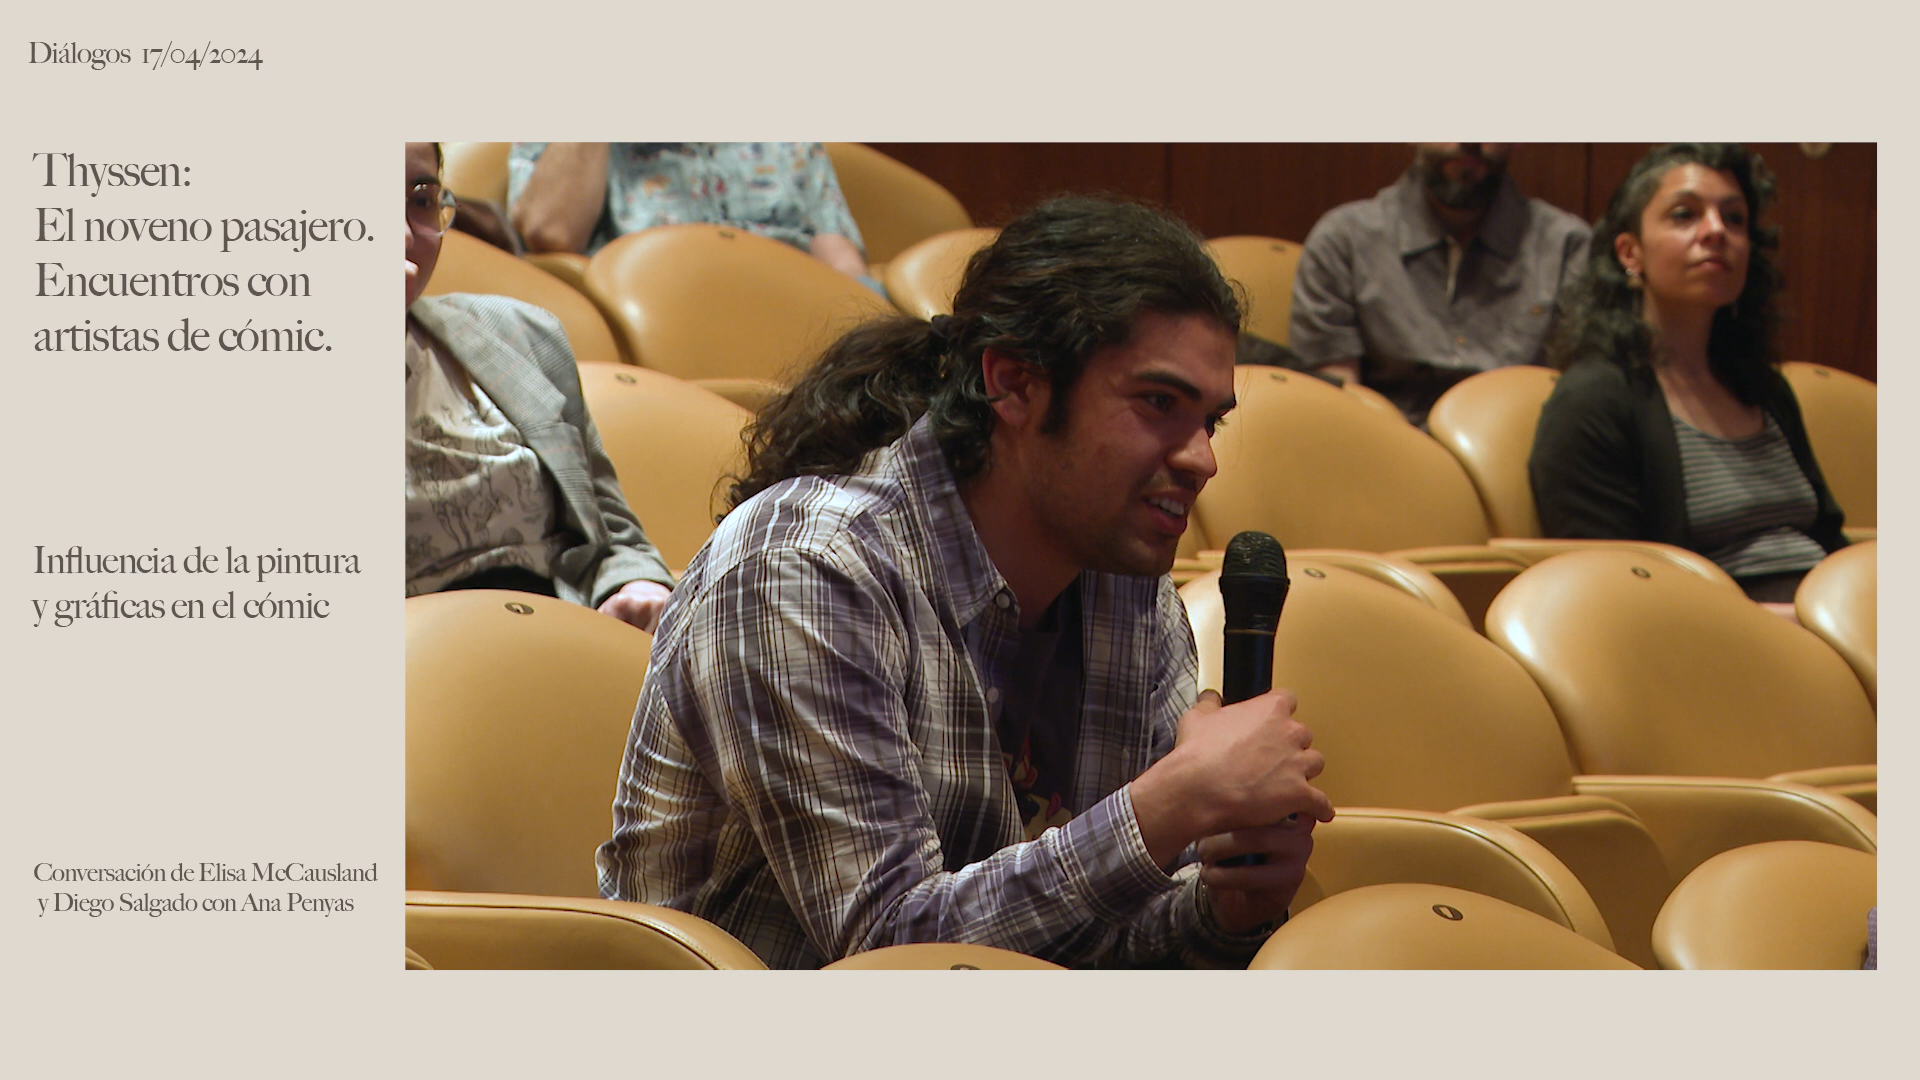 Diálogos 17/04/2024
Thyssen:
El noveno pasajero.
Encuentros con
artistas de cómic.
Influencia de la pintura
y gráficas en el cómic
Conversación de Elisa McCausland
y Diego Salgado con Ana Penyas